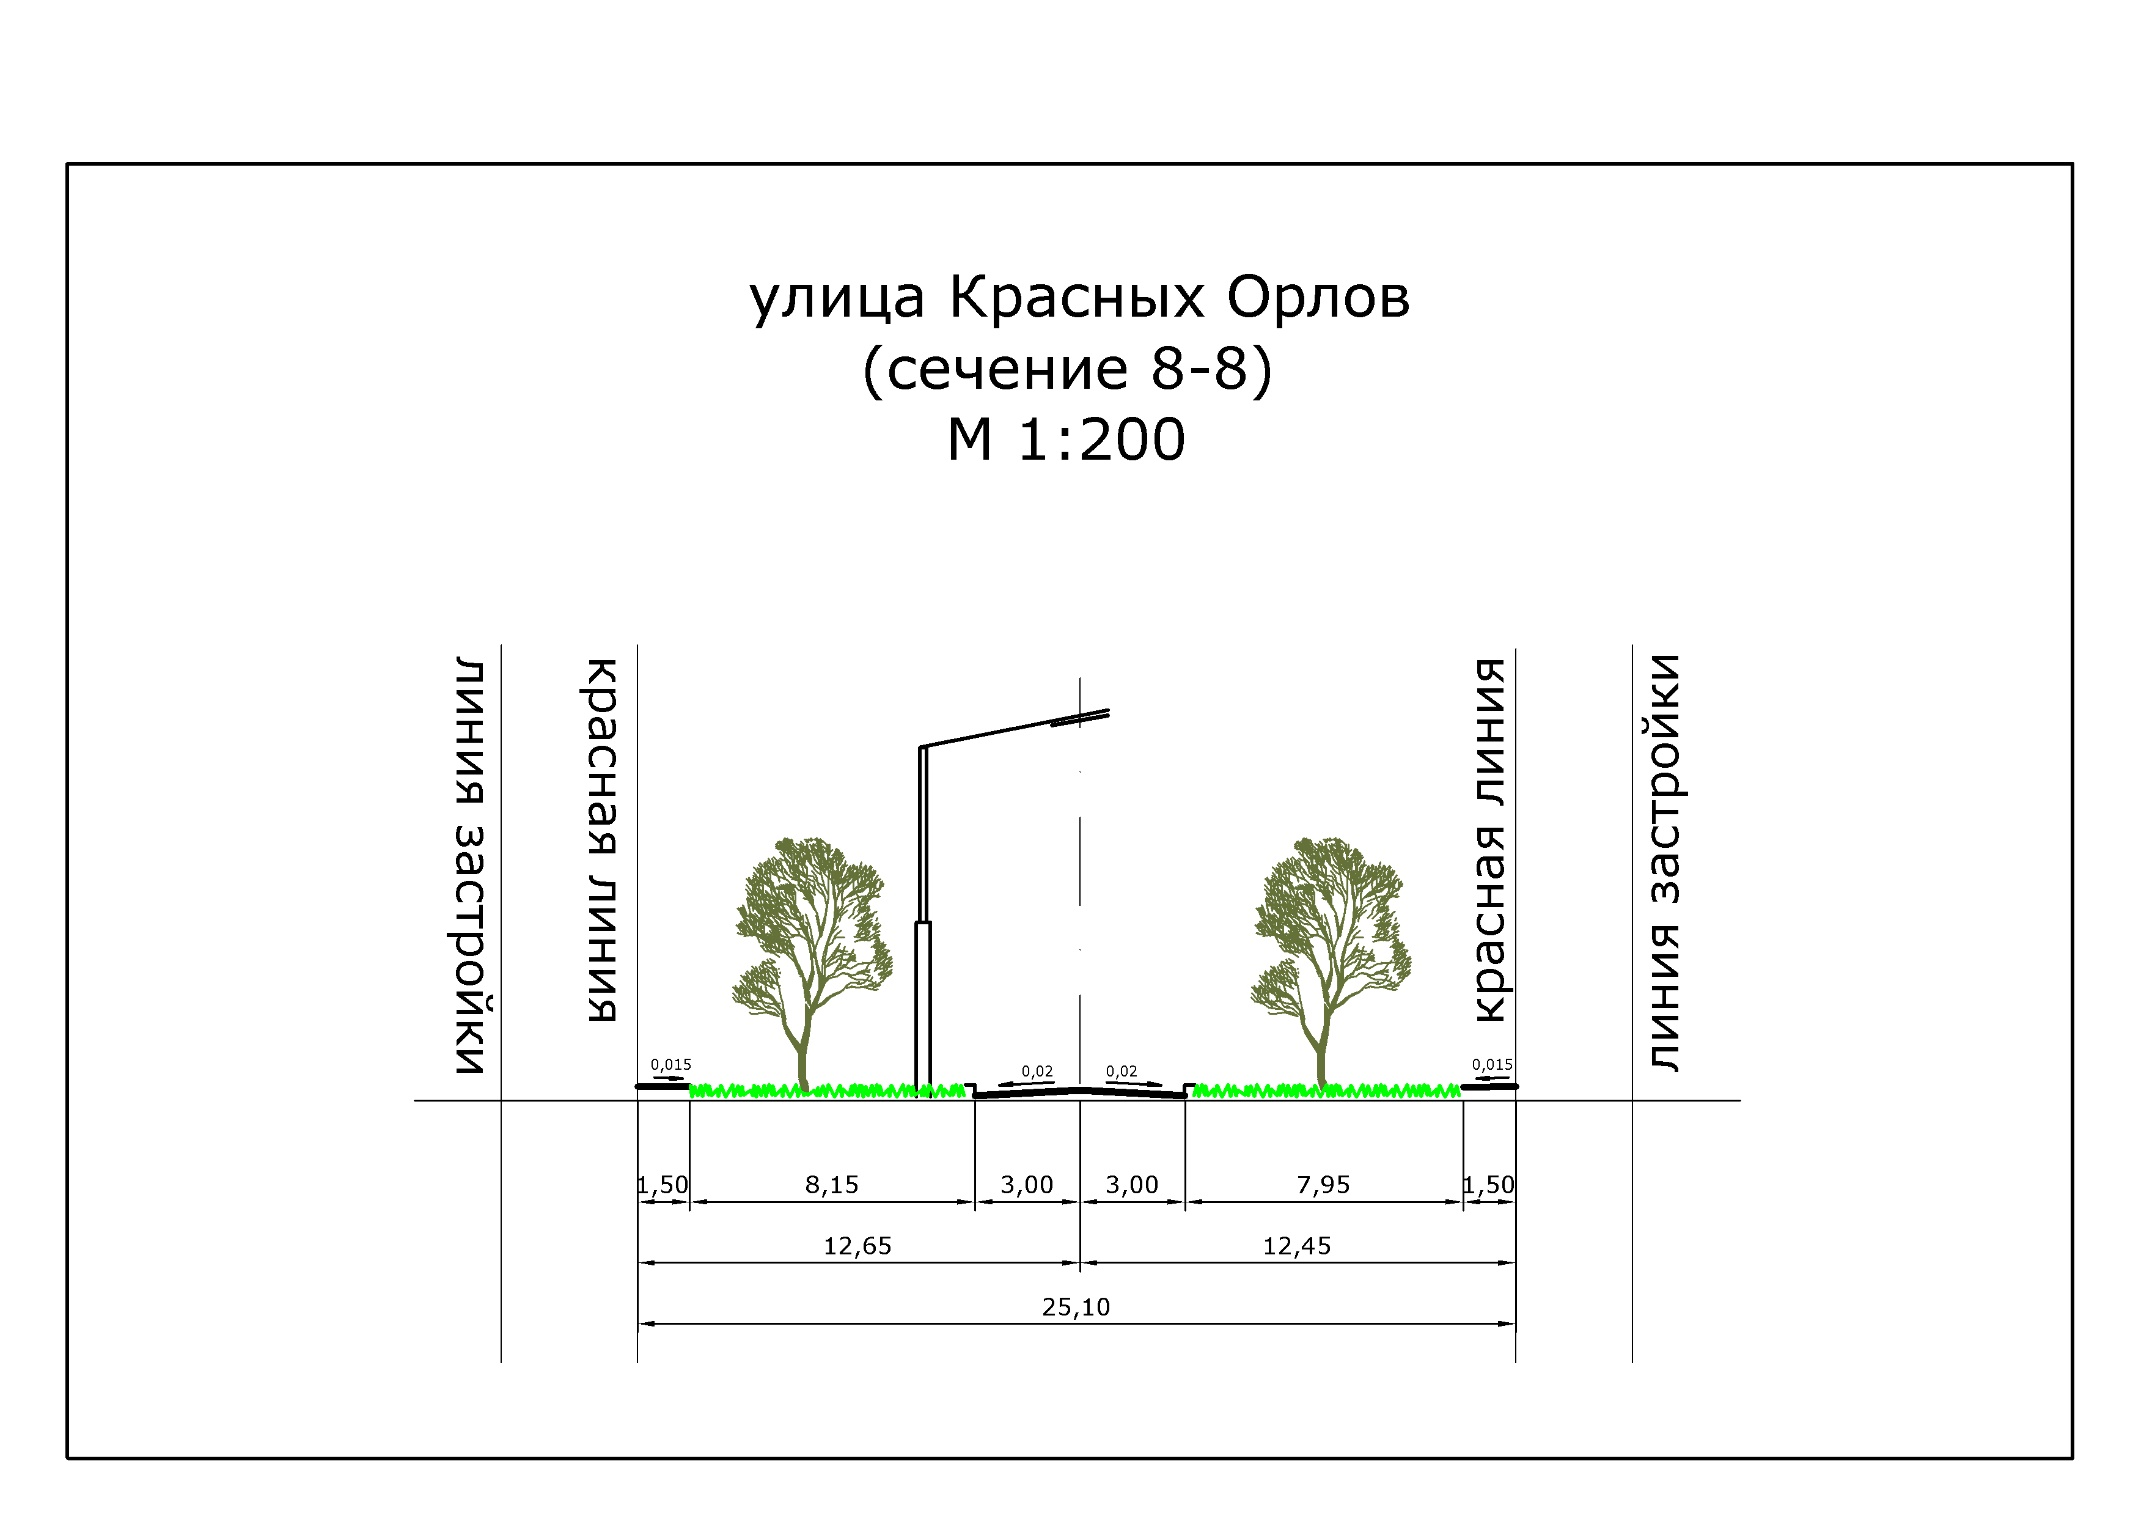 улица Красных Орлов
(сечение 8-8)
М 1:200
линия застройки
красная линия
красная линия
линия застройки
0,015
0,02
0,02
0,015
1,50
8,15
3,00
3,00
7,95
1,50
12,65
12,45
25,10